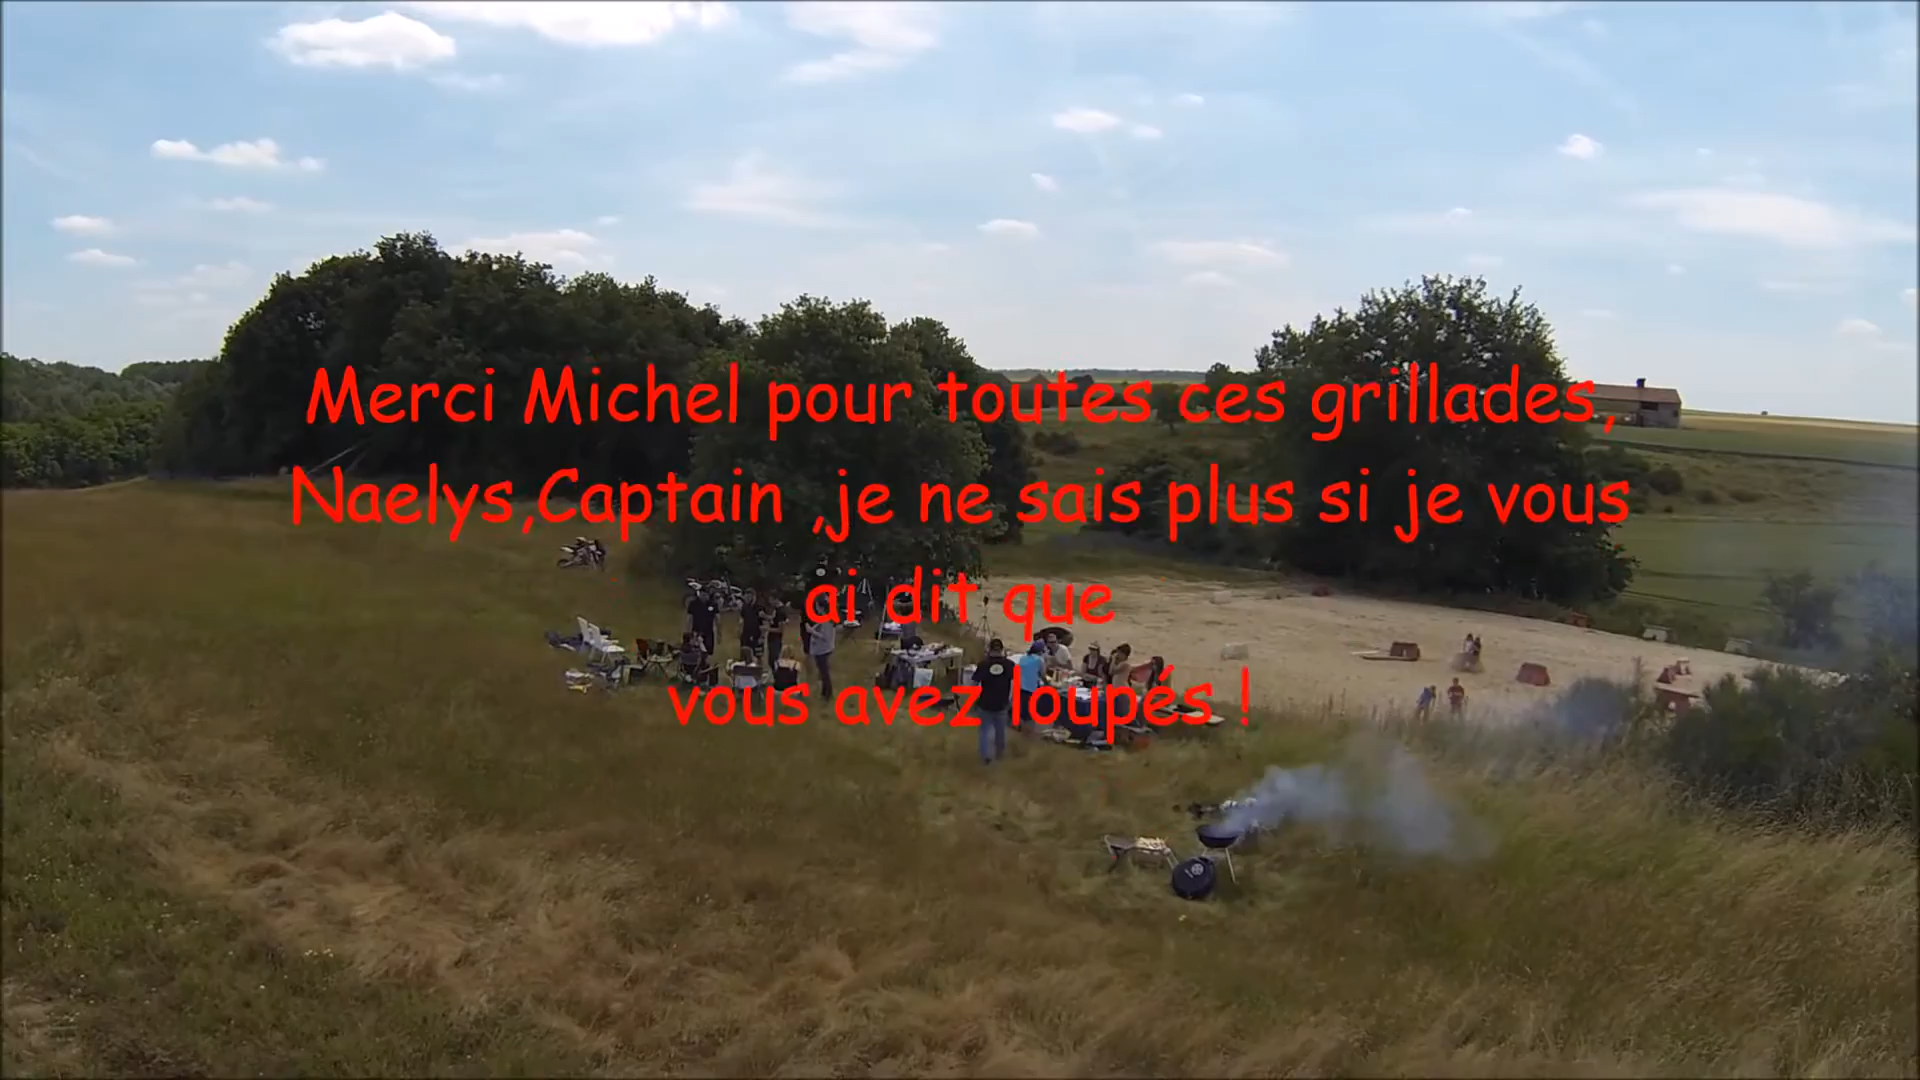 Merci Michel pour toutes ces grillades,
Naelys,Captain ,je ne sais plus si je vous
ai dit que
vous avez loupés !